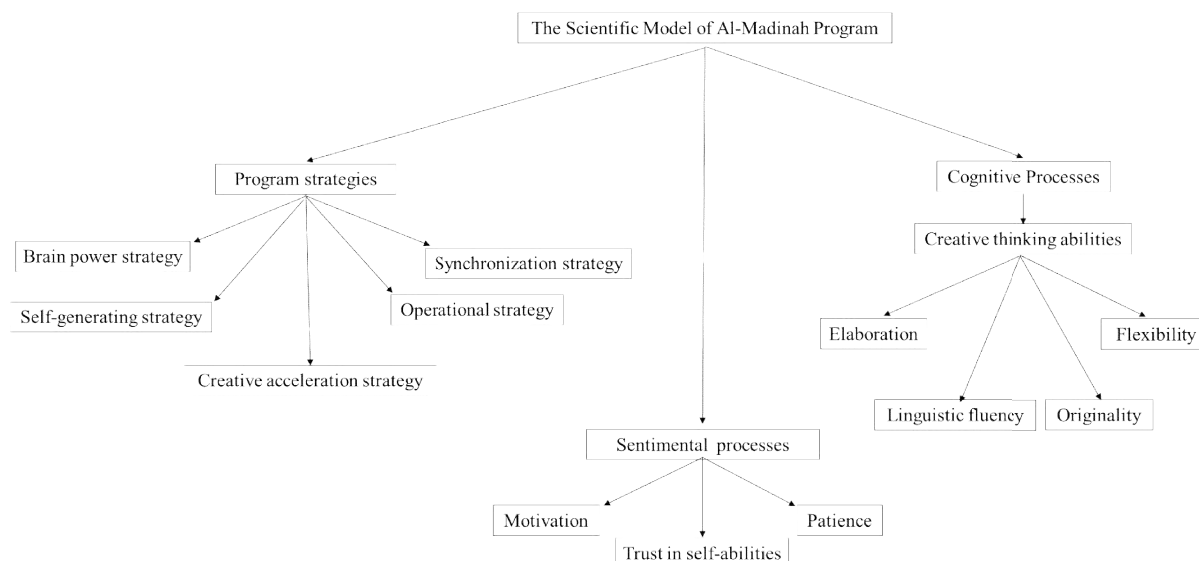 The Scientific Model of Al-Madinah Program
Program strategies
Cognitive Processes
Brain power strategy
Synchronization strategy
Creative thinking abilities
Self-generating strategy
Operational strategy
Elaboration
Flexibility
Creative acceleration strategy
Linguistic fluency
Originality
Sentimental processes
Motivation
Patience
Trust in self-abilities